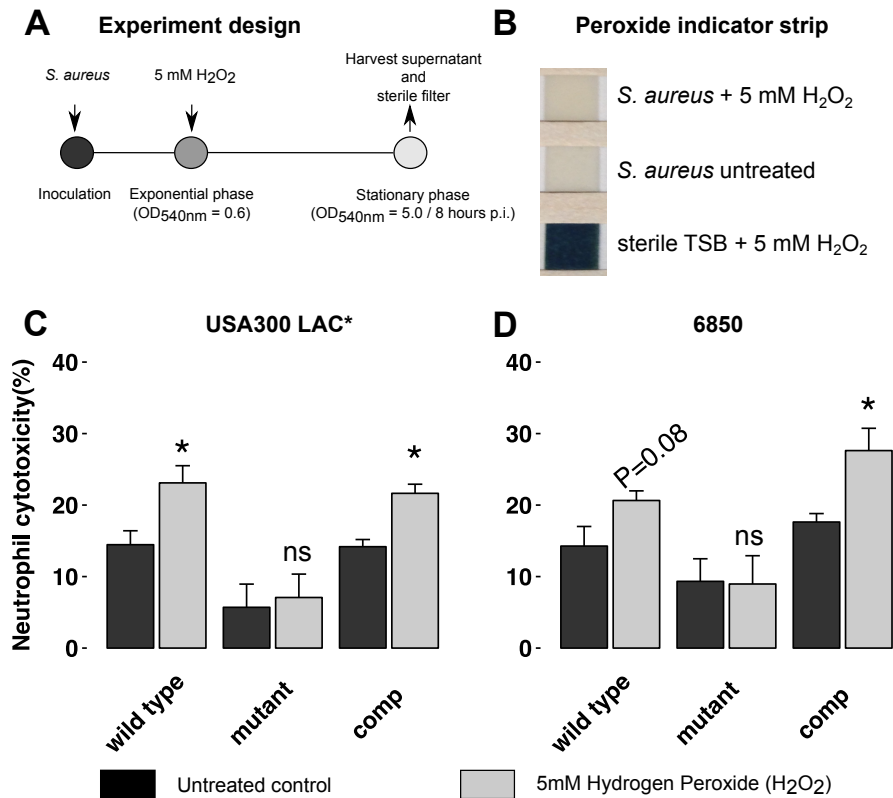 A Experiment design
S. aureus
5 mM H₂O₂
Harvest supernatant
and
sterile filter
Inoculation
Exponential phase
(OD540nm = 0.6)
Stationary phase
(OD540nm = 5.0 / 8 hours p.i.)
B Peroxide indicator strip
S. aureus + 5 mM H₂O₂
S. aureus untreated
sterile TSB + 5 mM H₂O₂
C USA300 LAC*
Neutrophil cytotoxicity(%)
40
30
20
10
0
*
ns
*
wild type
mutant
comp
D 6850
40
30
20
10
0
P=0.08
ns
*
wild type
mutant
comp
Untreated control
5mM Hydrogen Peroxide (H₂O₂)